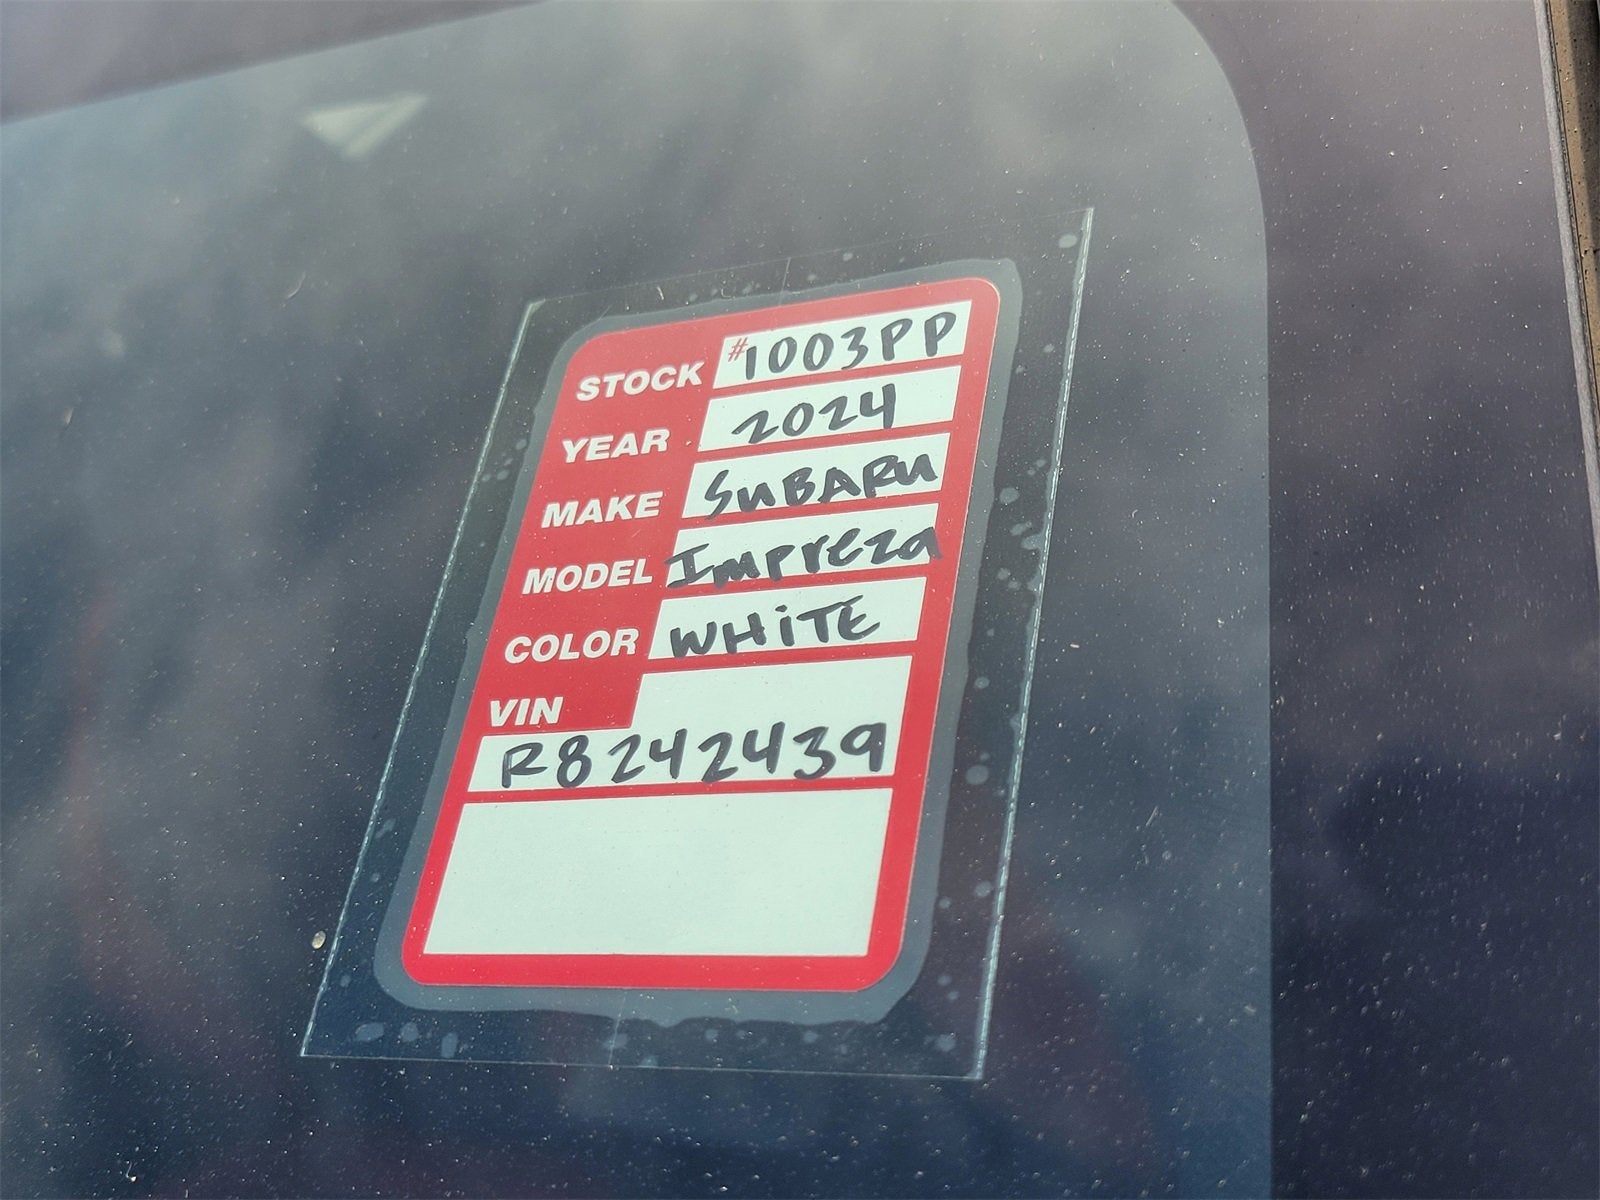 STOCK #1003PP
YEAR 2024
MAKE SUBARU
MODEL Impreza
COLOR WHiTE
VIN
R8242439